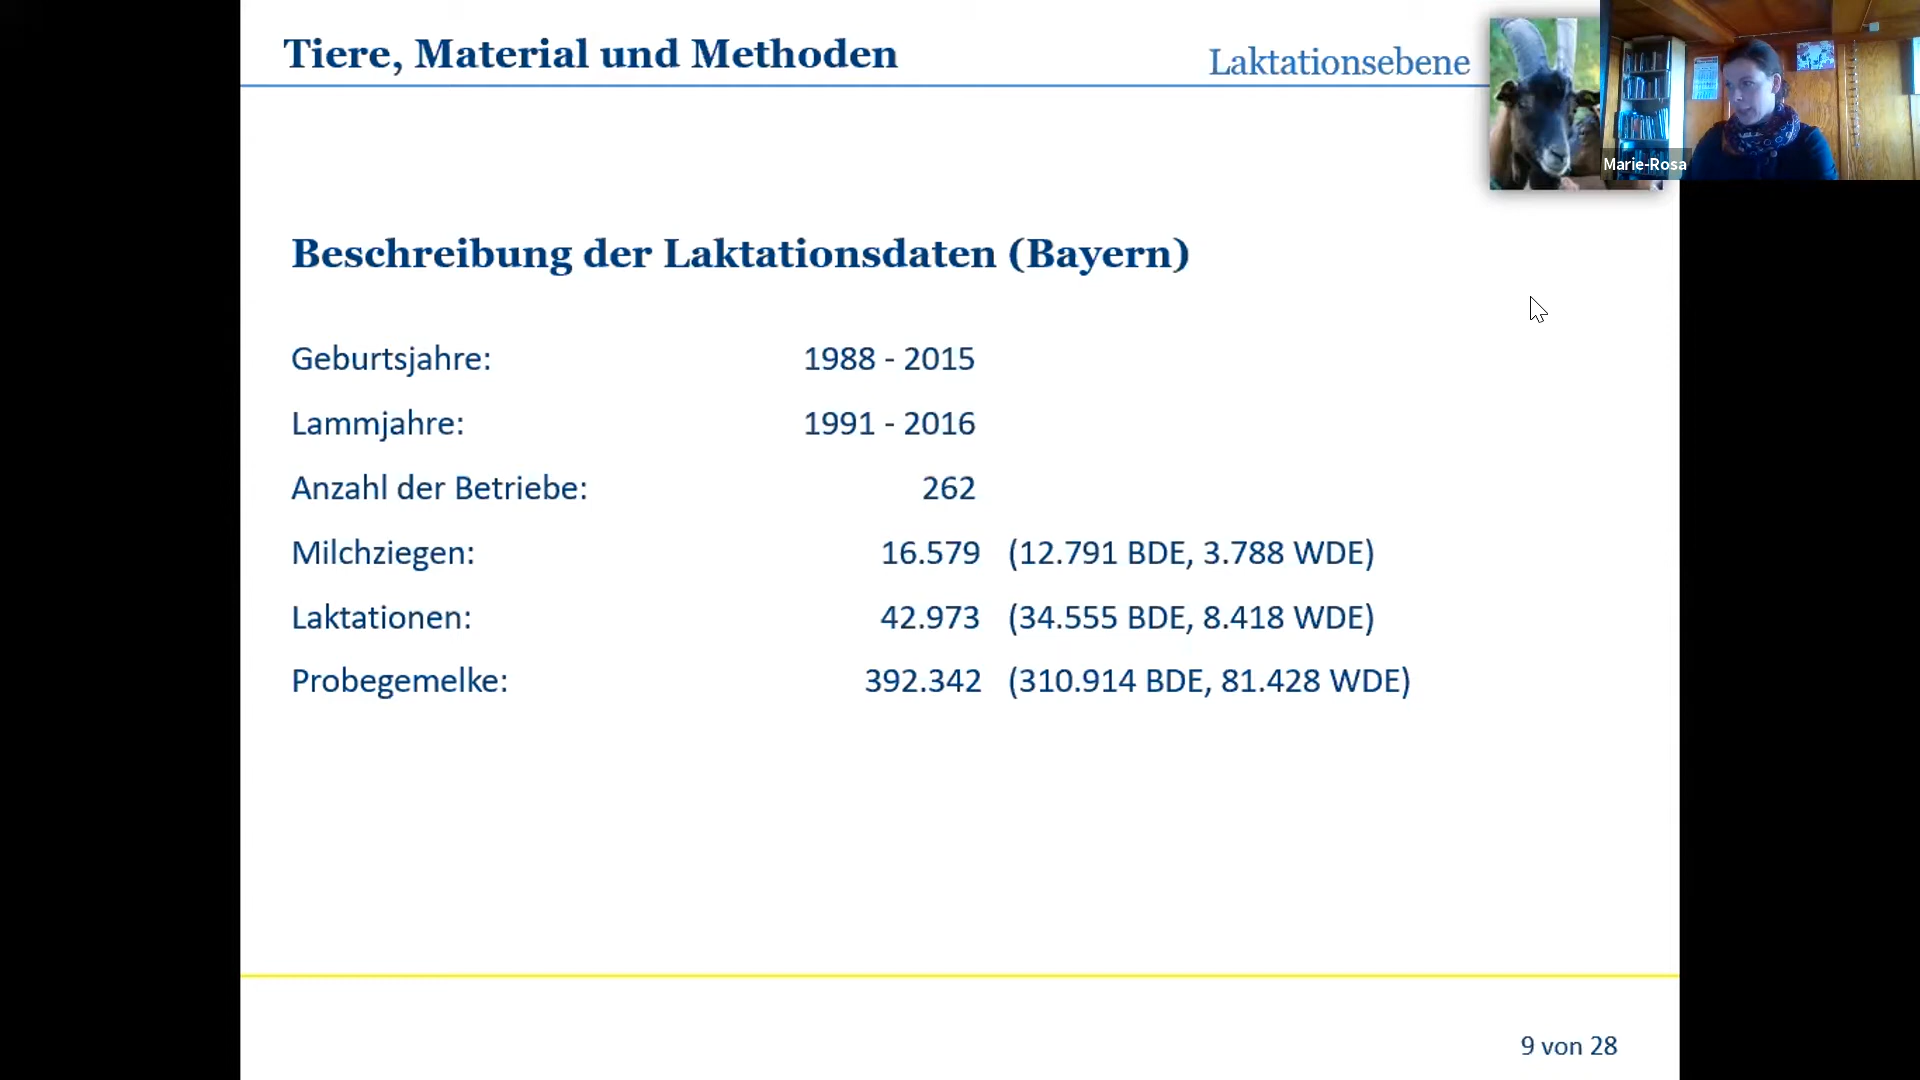 Tiere, Material und Methoden
Laktationsebene
Marie-Rosa
Beschreibung der Laktationsdaten (Bayern)
Geburtsjahre: 1988 - 2015
Lammjahre: 1991 - 2016
Anzahl der Betriebe: 262
Milchziegen: 16.579 (12.791 BDE, 3.788 WDE)
Laktationen: 42.973 (34.555 BDE, 8.418 WDE)
Probegemelke: 392.342 (310.914 BDE, 81.428 WDE)
9 von 28